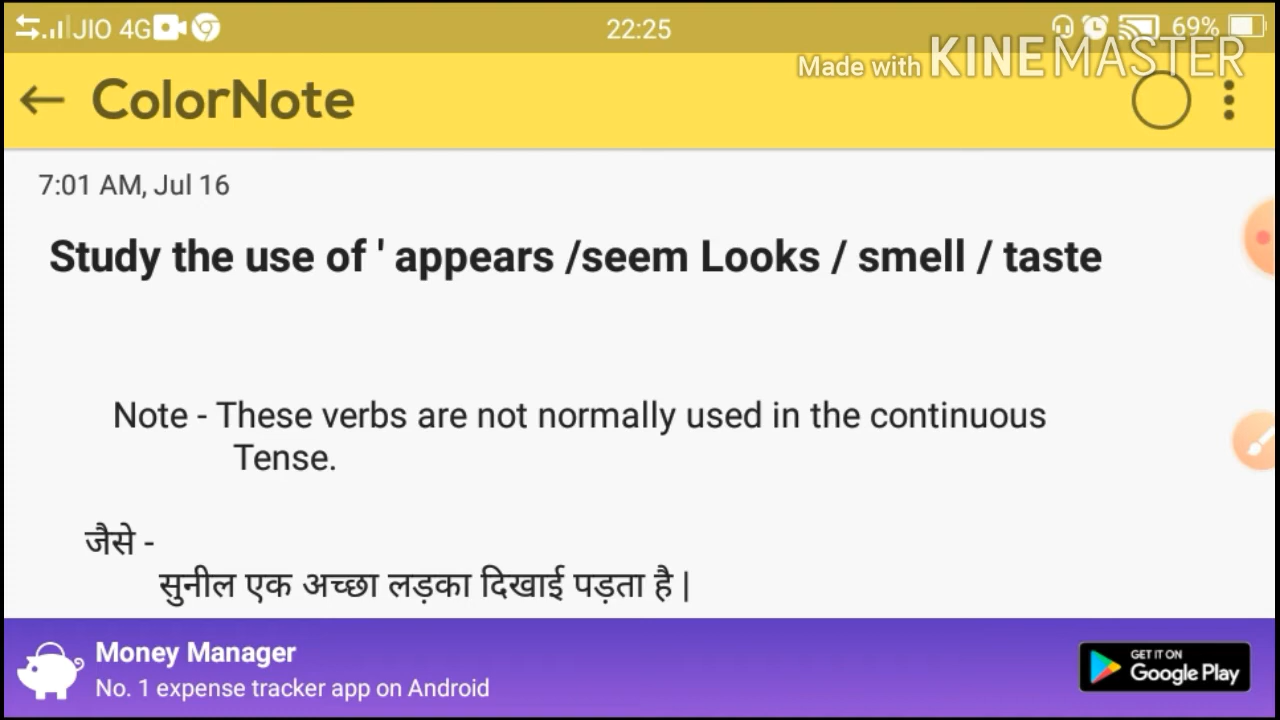 JIO 4G 22:25 69%
Made with KINEMASTER
ColorNote
7:01 AM, Jul 16
Study the use of ' appears /seem Looks / smell / taste
Note - These verbs are not normally used in the continuous
Tense.
जैसे -
सुनील एक अच्छा लड़का दिखाई पड़ता है |
Money Manager
No. 1 expense tracker app on Android
GET IT ON
Google Play